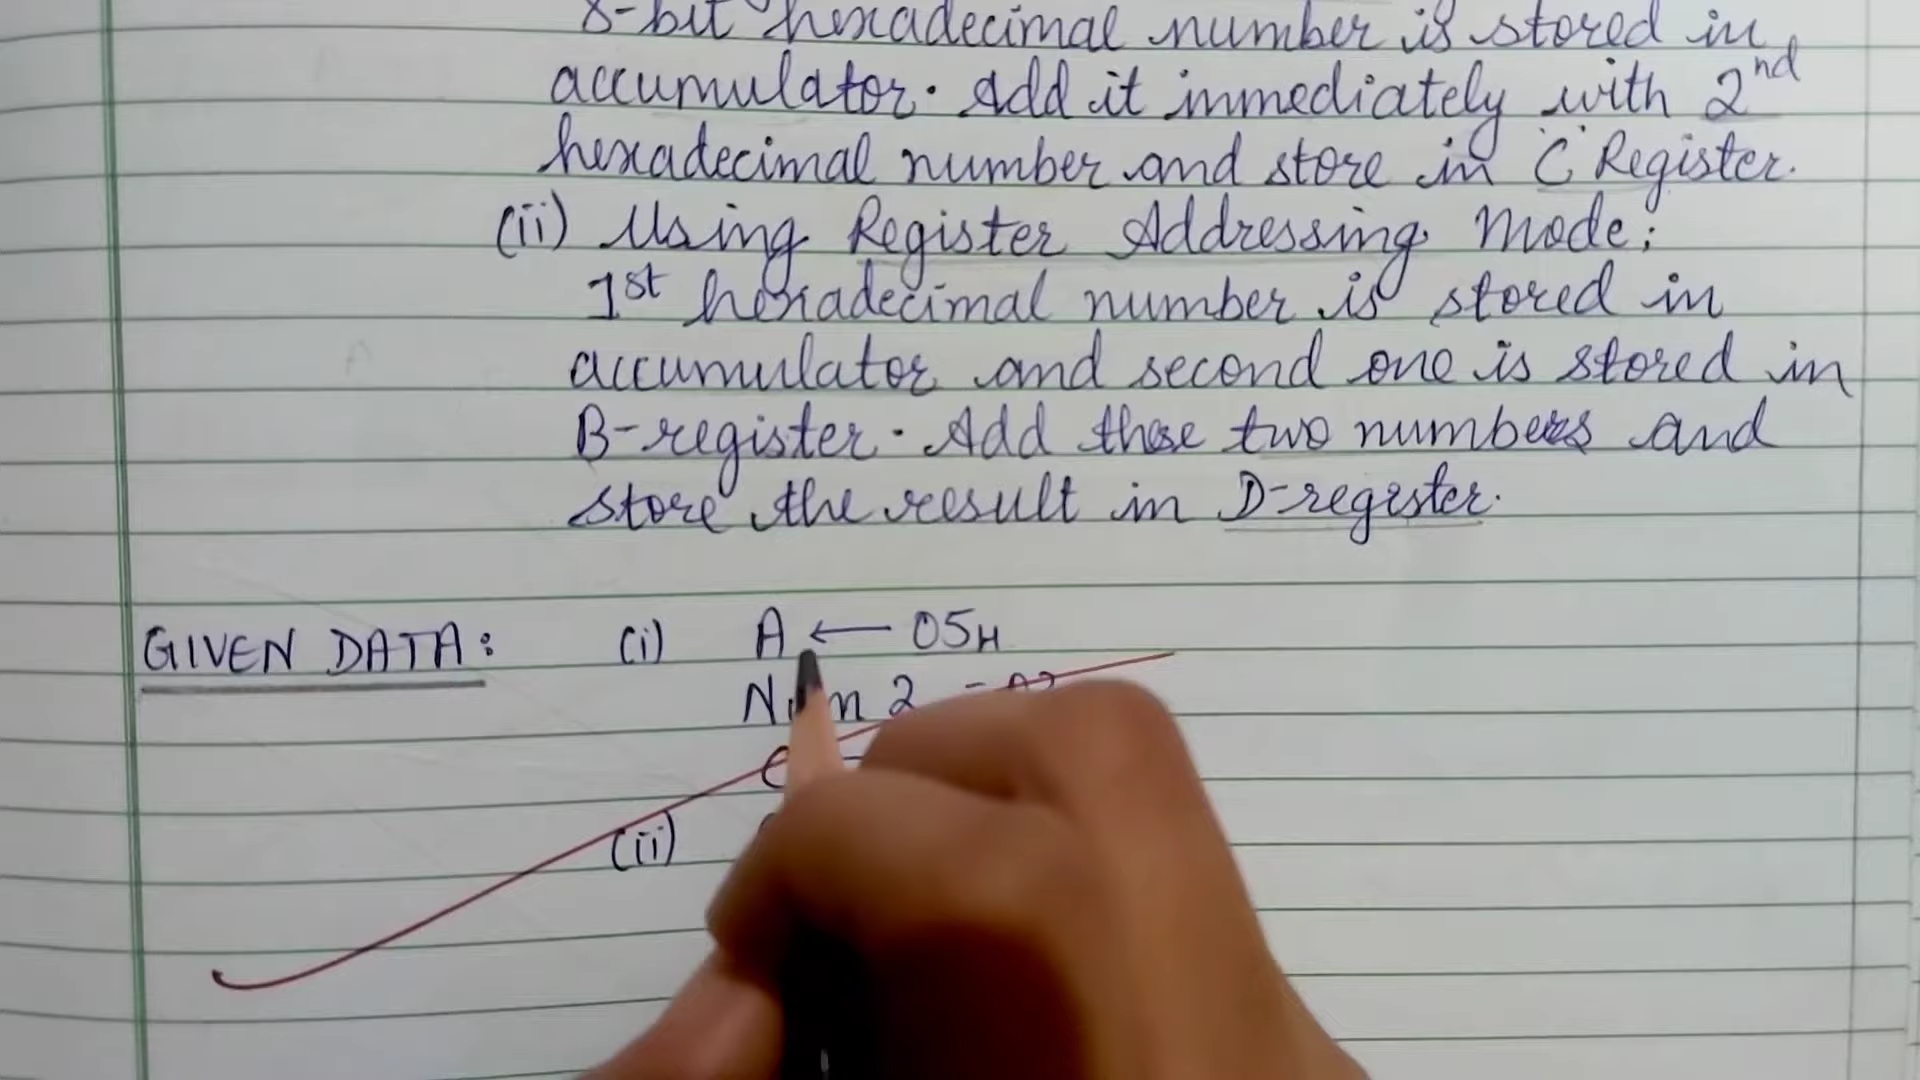 8-bit hexadecimal number is stored in
accumulator. Add it immediately with 2nd
hexadecimal number and store in 'C' Register.
(ii) Using Register Addressing Mode:
1st hexadecimal number is stored in
accumulator and second one is stored in
B-register. Add these two numbers and
store the result in D-register.
GIVEN DATA: (i) A ← 05H
Num 2 =
C
(ii)